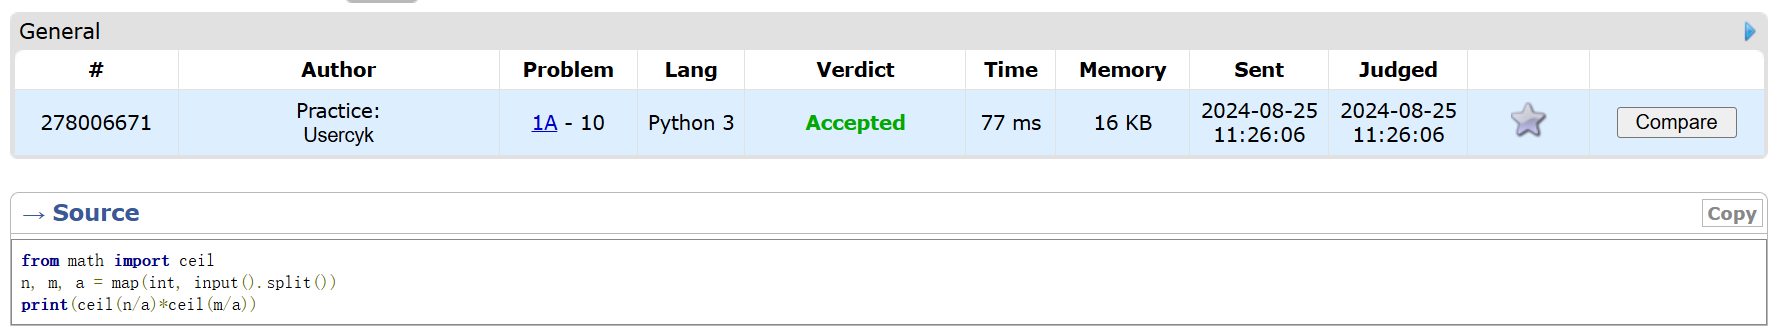 General
# Author Problem Lang Verdict Time Memory Sent Judged
278006671 Practice: Usercyk 1A - 10 Python 3 Accepted 77 ms 16 KB 2024-08-25 11:26:06 2024-08-25 11:26:06 Compare
→ Source Copy
from math import ceil
n, m, a = map(int, input().split())
print(ceil(n/a)*ceil(m/a))